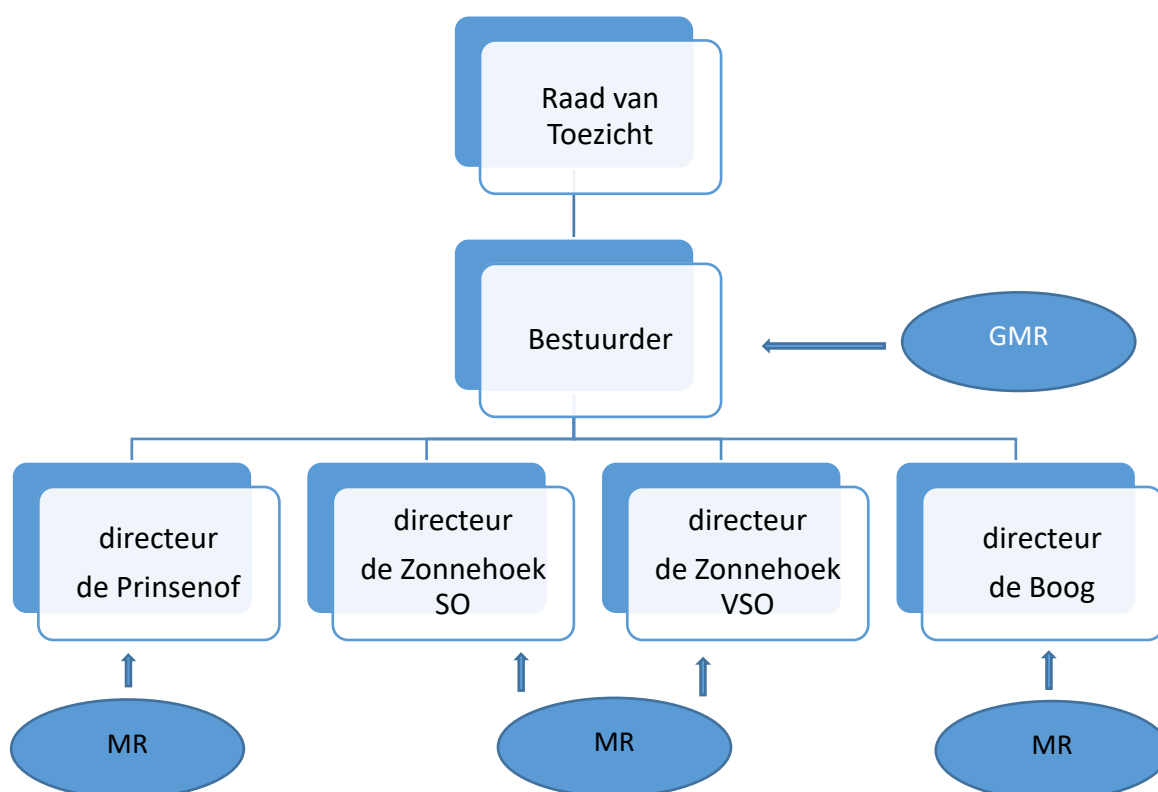 Raad van
Toezicht
Bestuurder
GMR
directeur
de Prinsenof
directeur
de Zonnehoek
SO
directeur
de Zonnehoek
VSO
directeur
de Boog
MR
MR
MR